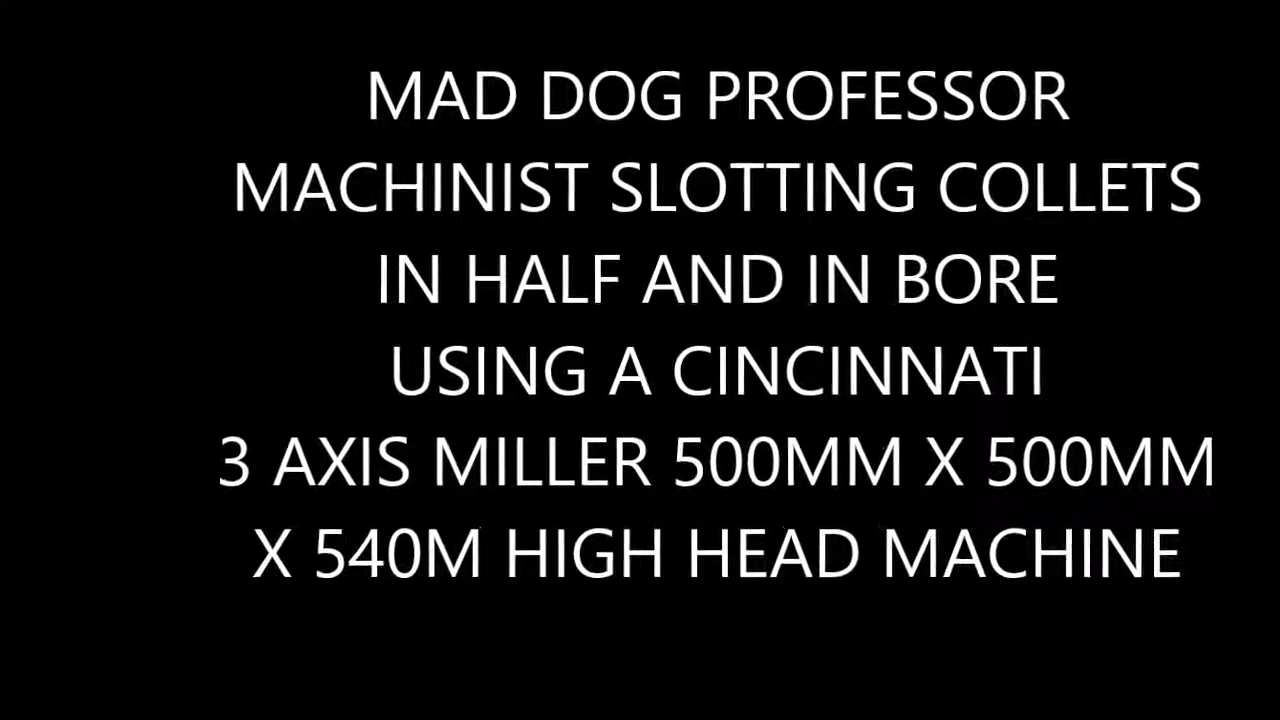 MAD DOG PROFESSOR
MACHINIST SLOTTING COLLETS
IN HALF AND IN BORE
USING A CINCINNATI
3 AXIS MILLER 500MM X 500MM
X 540M HIGH HEAD MACHINE